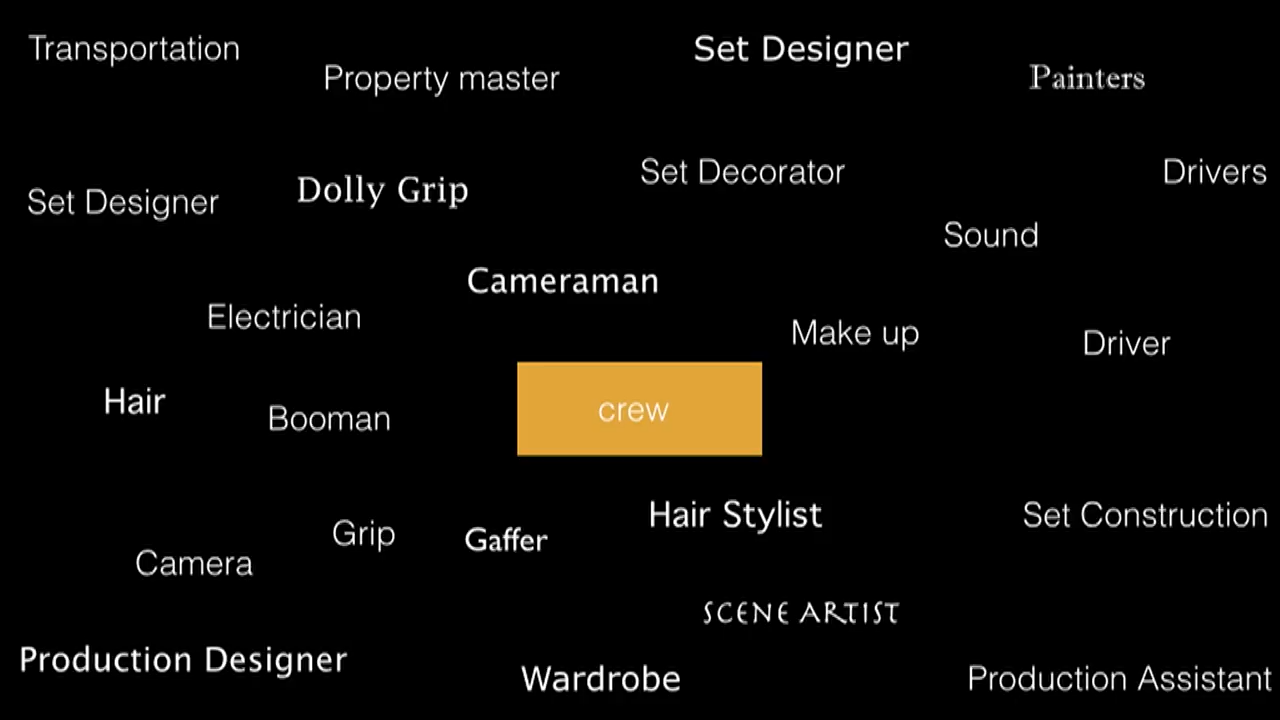 Transportation
Set Designer
Property master
Painters
Set Decorator
Drivers
Dolly Grip
Set Designer
Sound
Cameraman
Electrician
Make up
Driver
Hair
crew
Booman
Hair Stylist
Set Construction
Grip
Gaffer
Camera
SCENE ARTIST
Production Designer
Wardrobe
Production Assistant